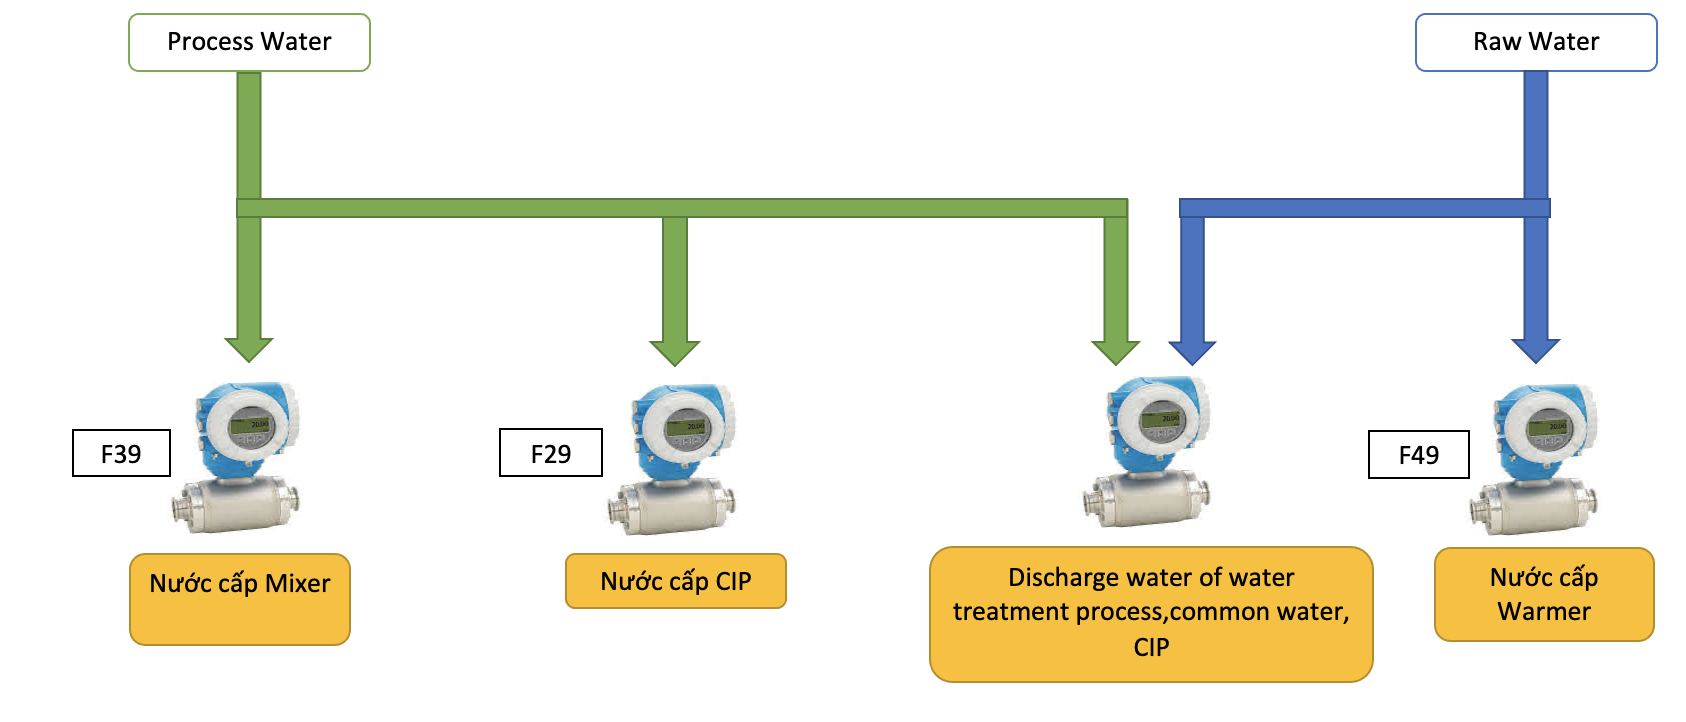 Process Water
Raw Water
F39
F29
F49
Nước cấp Mixer
Nước cấp CIP
Discharge water of water
treatment process,common water,
CIP
Nước cấp
Warmer